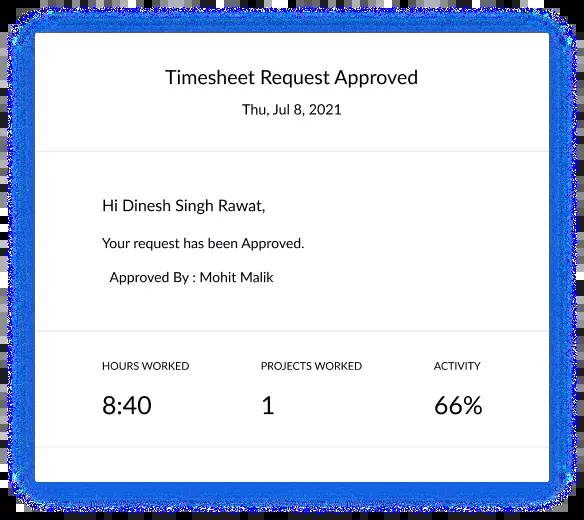 Timesheet Request Approved
Thu, Jul 8, 2021
Hi Dinesh Singh Rawat,
Your request has been Approved.
Approved By : Mohit Malik
HOURS WORKED PROJECTS WORKED ACTIVITY
8:40 1 66%